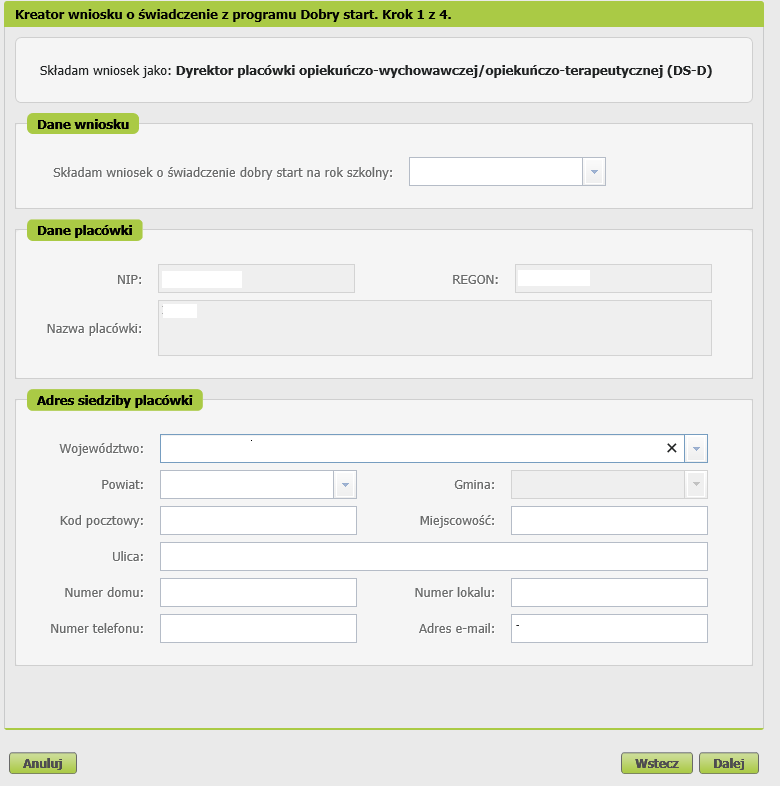 Kreator wniosku o świadczenie z programu Dobry start. Krok 1 z 4.
Składam wniosek jako: Dyrektor placówki opiekuńczo-wychowawczej/opiekuńczo-terapeutycznej (DS-D)
Dane wniosku
Składam wniosek o świadczenie dobry start na rok szkolny:
Dane placówki
NIP: REGON:
Nazwa placówki:
Adres siedziby placówki
Województwo:
Powiat: Gmina:
Kod pocztowy: Miejscowość:
Ulica:
Numer domu: Numer lokalu:
Numer telefonu: Adres e-mail: -
Anuluj Wstecz Dalej